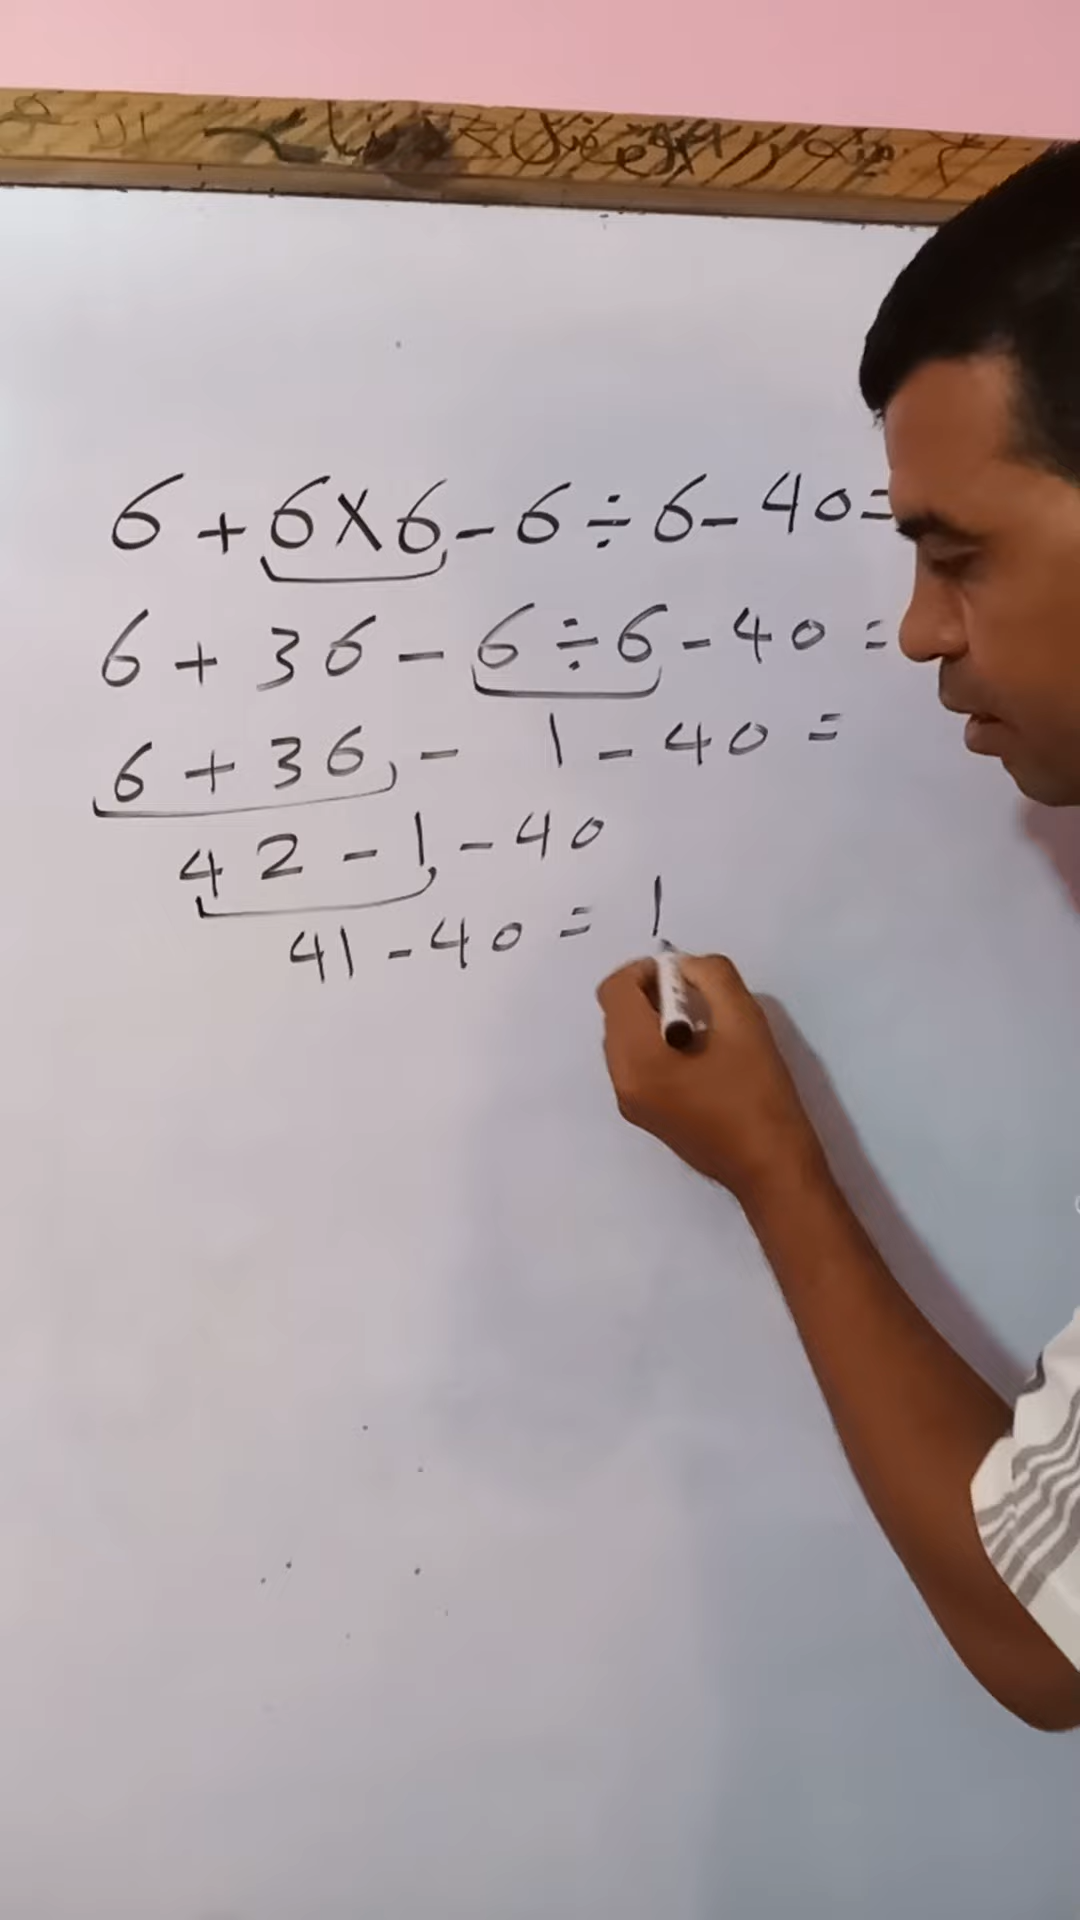 6 + 6 × 6 - 6 ÷ 6 - 40 =
6 + 36 - 6 ÷ 6 - 40 =
6 + 36 - 1 - 40 =
42 - 1 - 40
41 - 40 = 1